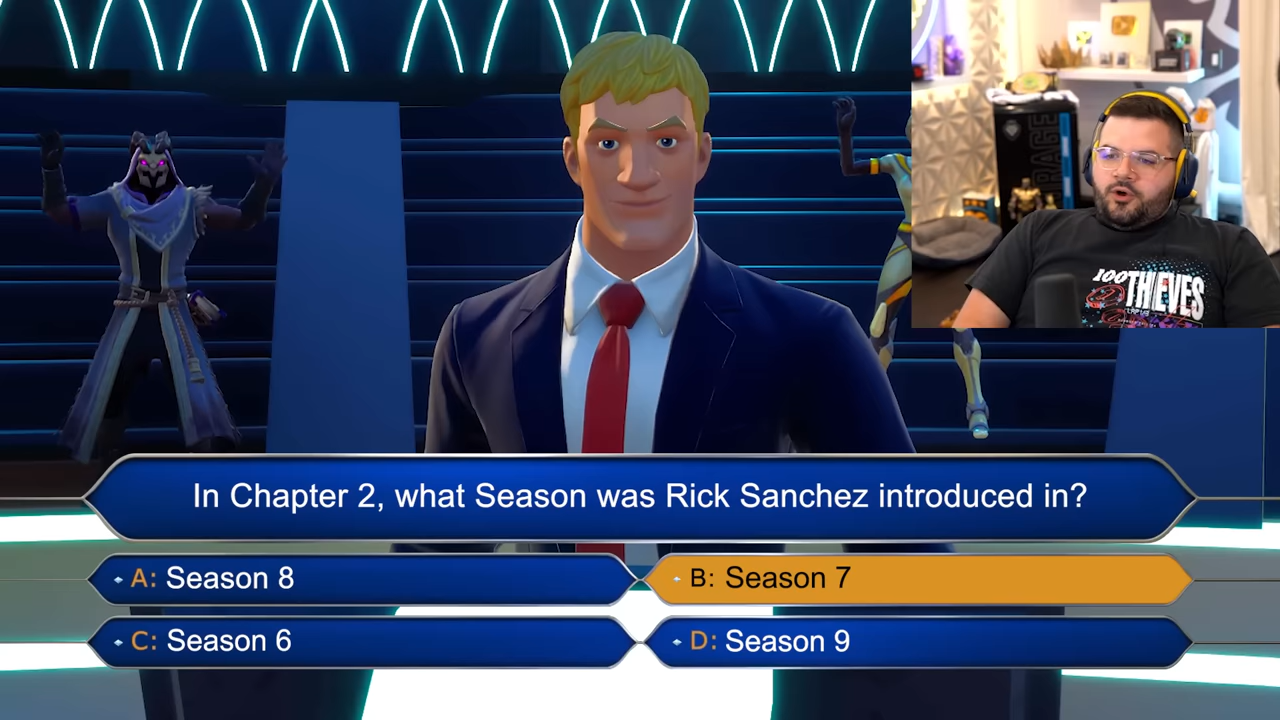 RAGE
100
THIEVES
In Chapter 2, what Season was Rick Sanchez introduced in?
A: Season 8
B: Season 7
C: Season 6
D: Season 9